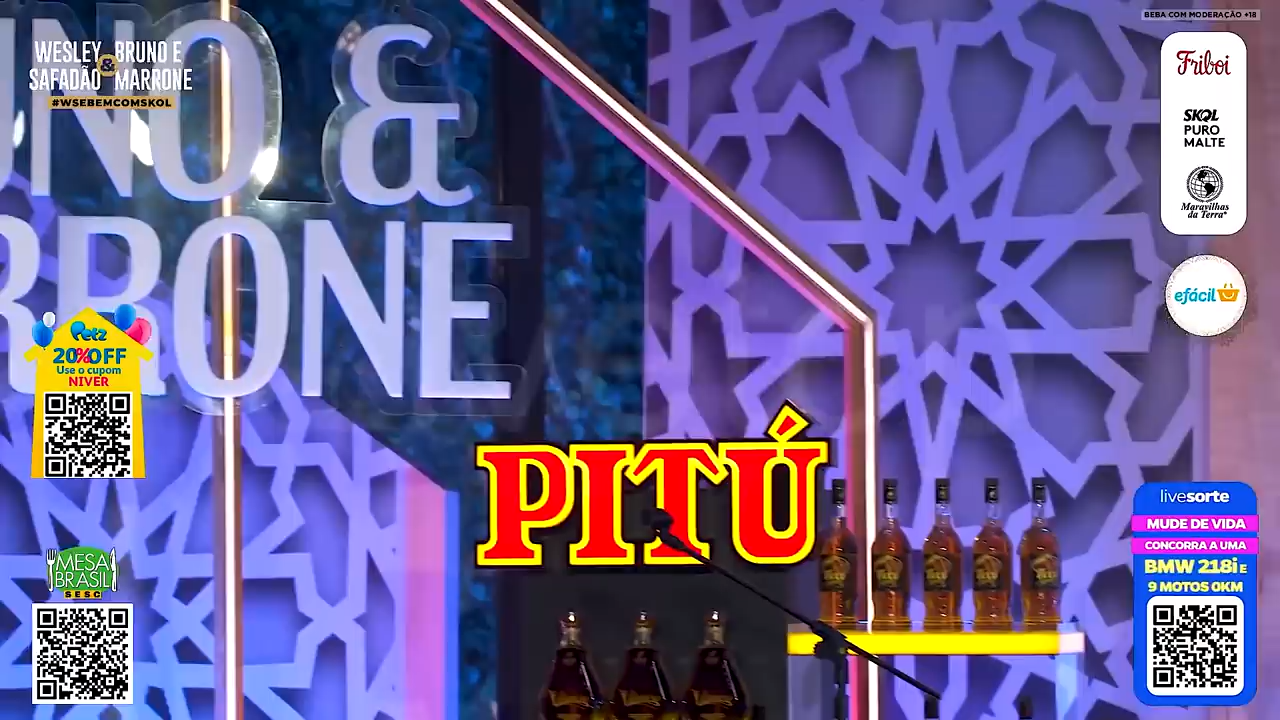 BEBA COM MODERAÇÃO +18
WESLEY SAFADÃO & BRUNO E MARRONE
#WSEBEMCOMSKOL
UNO &
RRONE
Friboi
SKOL
PURO
MALTE
Maravilhas
da Terra
efácil
Petz
20%OFF
Use o cupom
NIVER
PITÚ
MESA
BRASIL
SESC
livesorte
MUDE DE VIDA
CONCORRA A UMA
BMW 218i E
9 MOTOS 0KM